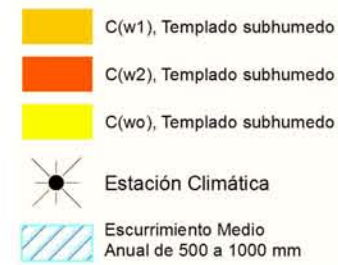 C(w1), Templado subhumedo
C(w2), Templado subhumedo
C(wo), Templado subhumedo
Estación Climática
Escurrimiento Medio
Anual de 500 a 1000 mm